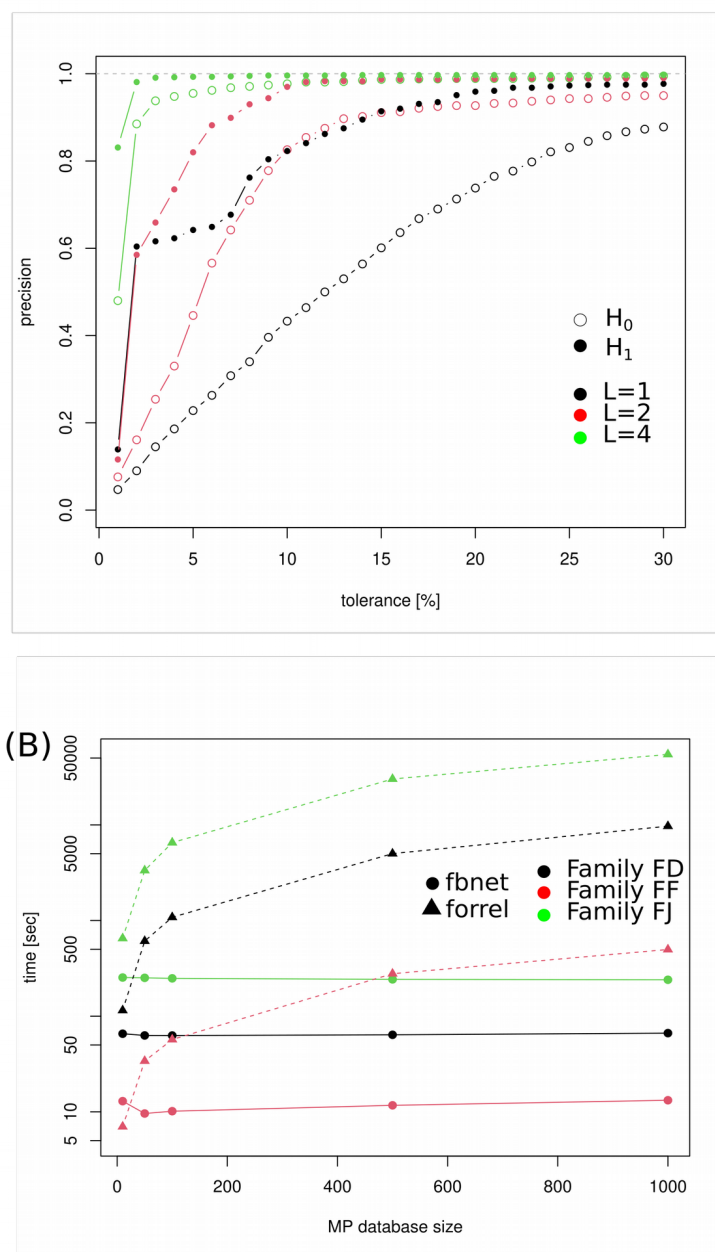 1.0
0.8
0.6
0.4
0.2
0.0
precision
H0
H1
L=1
L=2
L=4
0 5 10 15 20 25 30
tolerance [%]
(B)
50000
5000
500
50
10
5
time [sec]
fbnet
forrel
Family FD
Family FF
Family FJ
0 200 400 600 800 1000
MP database size